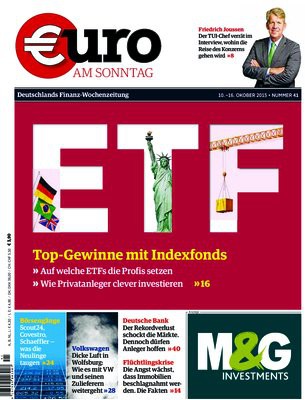 €uro
AM SONNTAG
Friedrich Joussen
Der TUI-Chef verrät im
Interview, wohin die
Reise des Konzerns
gehen wird »8
Deutschlands Finanz-Wochenzeitung
10.–16. OKTOBER 2015 • NUMMER 41
ETF
Top-Gewinne mit Indexfonds
» Auf welche ETFs die Profis setzen
» Wie Privatanleger clever investieren »16
Börsengänge
Scout24,
Covestro,
Schaeffler –
was die
Neulinge
taugen »24
Volkswagen
Dicke Luft in
Wolfsburg:
Wie es mit VW
und seinen
Zulieferern
weitergeht »28
Deutsche Bank
Der Rekordverlust
schockt die Märkte.
Dennoch dürfen
Anleger hoffen »40
Flüchtlingskrise
Die Angst wächst,
dass Immobilien
beschlagnahmt wer-
den. Die Fakten »14
M&G
INVESTMENTS